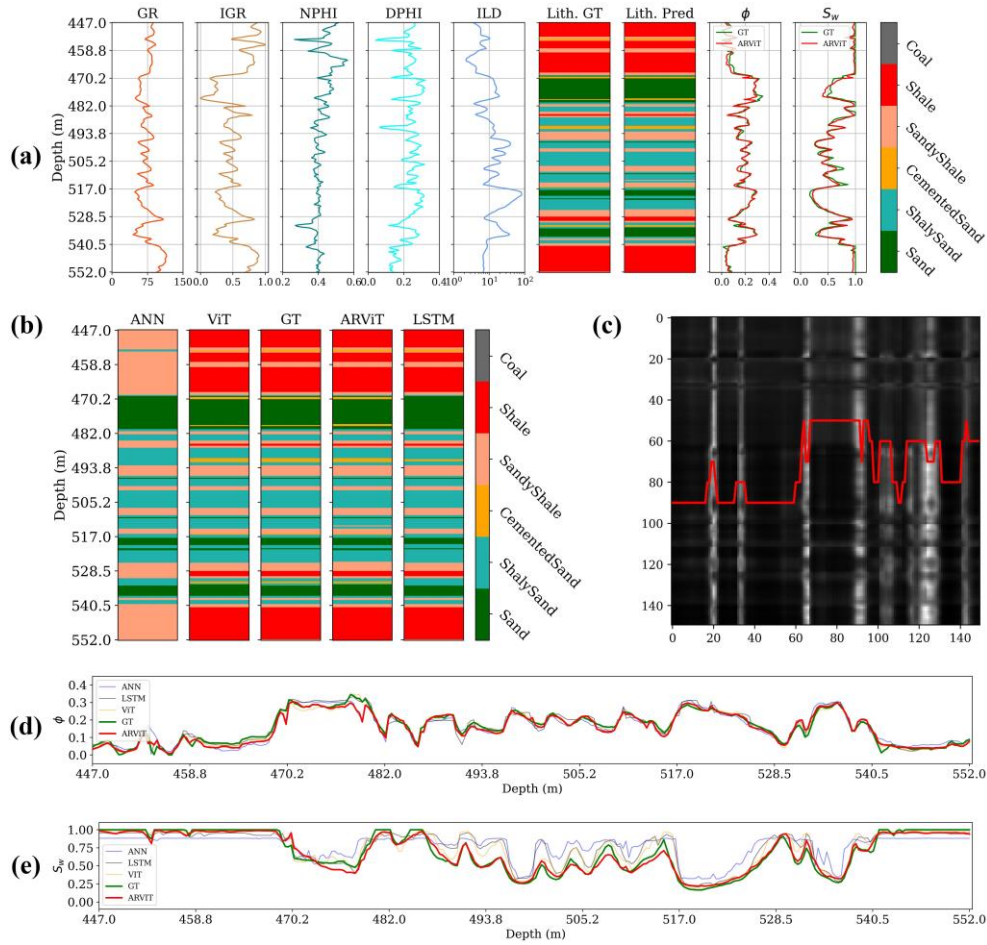 GR IGR NPHI DPHI ILD Lith. GT Lith. Pred ϕ S_w
447.0
458.8
470.2
482.0
493.8
505.2
517.0
528.5
540.5
552.0
Depth (m)
(a)
GT
ARViT
GT
ARViT
0 75 150 0.0 0.5 1.0 0.2 0.4 0.6 0.0 0.2 0.4 10⁰ 10² 0.0 0.2 0.4 0.0 0.5 1.0
Coal
Shale
SandyShale
CementedSand
ShalySand
Sand
(b)
ANN ViT GT ARViT LSTM
447.0
458.8
470.2
482.0
493.8
505.2
517.0
528.5
540.5
552.0
Depth (m)
Coal
Shale
SandyShale
CementedSand
ShalySand
Sand
(c)
0
20
40
60
80
100
120
140
0 20 40 60 80 100 120 140
(d)
ϕ
0.4
0.3
0.2
0.1
0.0
ANN
LSTM
ViT
GT
ARViT
447.0 458.8 470.2 482.0 493.8 505.2 517.0 528.5 540.5 552.0
Depth (m)
(e)
S_w
1.00
0.75
0.50
0.25
0.00
ANN
LSTM
ViT
GT
ARViT
447.0 458.8 470.2 482.0 493.8 505.2 517.0 528.5 540.5 552.0
Depth (m)